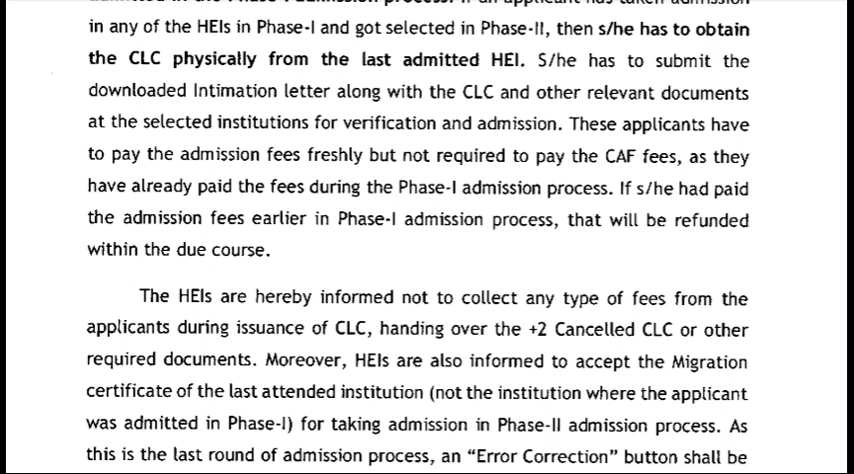 in any of the HEIs in Phase-I and got selected in Phase-II, then s/he has to obtain
the CLC physically from the last admitted HEI. S/he has to submit the
downloaded Intimation letter along with the CLC and other relevant documents
at the selected institutions for verification and admission. These applicants have
to pay the admission fees freshly but not required to pay the CAF fees, as they
have already paid the fees during the Phase-I admission process. If s/he had paid
the admission fees earlier in Phase-I admission process, that will be refunded
within the due course.
The HEIs are hereby informed not to collect any type of fees from the
applicants during issuance of CLC, handing over the +2 Cancelled CLC or other
required documents. Moreover, HEIs are also informed to accept the Migration
certificate of the last attended institution (not the institution where the applicant
was admitted in Phase-I) for taking admission in Phase-II admission process. As
this is the last round of admission process, an “Error Correction” button shall be